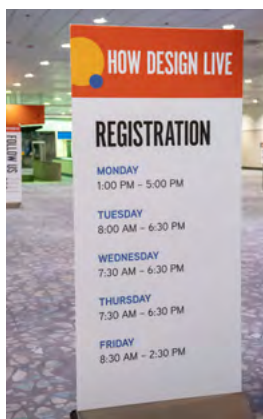 HOW DESIGN LIVE
REGISTRATION
MONDAY
1:00 PM – 5:00 PM
TUESDAY
8:00 AM – 6:30 PM
WEDNESDAY
7:30 AM – 6:30 PM
THURSDAY
7:30 AM – 6:30 PM
FRIDAY
8:30 AM – 2:30 PM
FOLLOW US